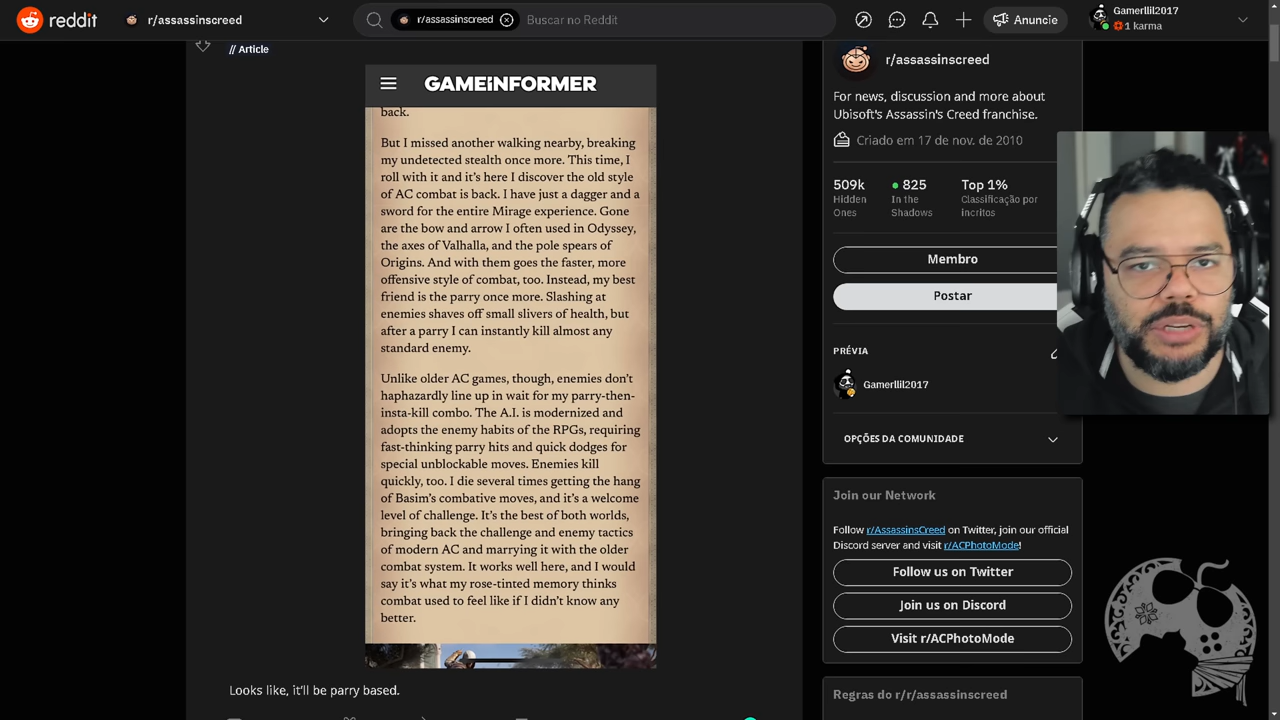 reddit
r/assassinscreed
r/assassinscreed
Buscar no Reddit
Anuncie
Gamerllil2017
1 karma
// Article
GAMEiNFORMER
back.
But I missed another walking nearby, breaking
my undetected stealth once more. This time, I
roll with it and it's here I discover the old style
of AC combat is back. I have just a dagger and a
sword for the entire Mirage experience. Gone
are the bow and arrow I often used in Odyssey,
the axes of Valhalla, and the pole spears of
Origins. And with them goes the faster, more
offensive style of combat, too. Instead, my best
friend is the parry once more. Slashing at
enemies shaves off small slivers of health, but
after a parry I can instantly kill almost any
standard enemy.
Unlike older AC games, though, enemies don't
haphazardly line up in wait for my parry-then-
insta-kill combo. The A.I. is modernized and
adopts the enemy habits of the RPGs, requiring
fast-thinking parry hits and quick dodges for
special unblockable moves. Enemies kill
quickly, too. I die several times getting the hang
of Basim's combative moves, and it's a welcome
level of challenge. It's the best of both worlds,
bringing back the challenge and enemy tactics
of modern AC and marrying it with the older
combat system. It works well here, and I would
say it's what my rose-tinted memory thinks
combat used to feel like if I didn't know any
better.
Looks like, it'll be parry based.
r/assassinscreed
For news, discussion and more about
Ubisoft's Assassin's Creed franchise.
Criado em 17 de nov. de 2010
509k
Hidden
Ones
825
In the
Shadows
Top 1%
Classificação por
incritos
Membro
Postar
PRÉVIA
Gamerllil2017
OPÇÕES DA COMUNIDADE
Join our Network
Follow r/AssassinsCreed on Twitter, join our official
Discord server and visit r/ACPhotoMode!
Follow us on Twitter
Join us on Discord
Visit r/ACPhotoMode
Regras do r/r/assassinscreed